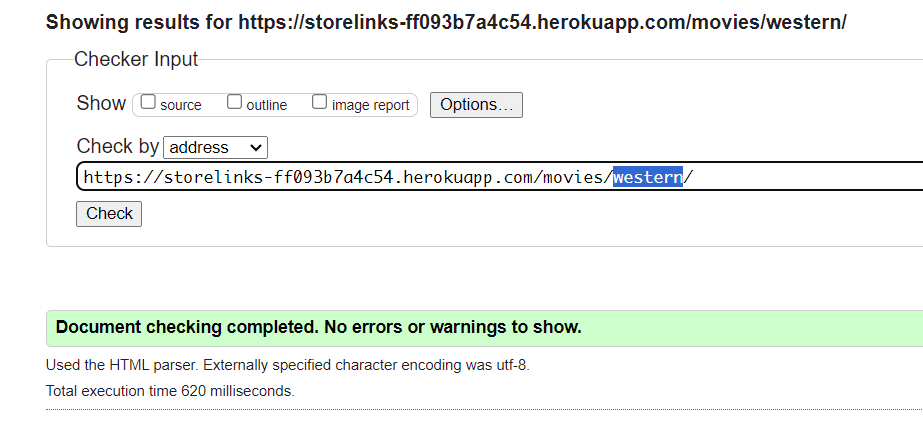 Showing results for https://storelinks-ff093b7a4c54.herokuapp.com/movies/western/
Checker Input
Show source outline image report Options…
Check by address
https://storelinks-ff093b7a4c54.herokuapp.com/movies/western/
Check
Document checking completed. No errors or warnings to show.
Used the HTML parser. Externally specified character encoding was utf-8.
Total execution time 620 milliseconds.